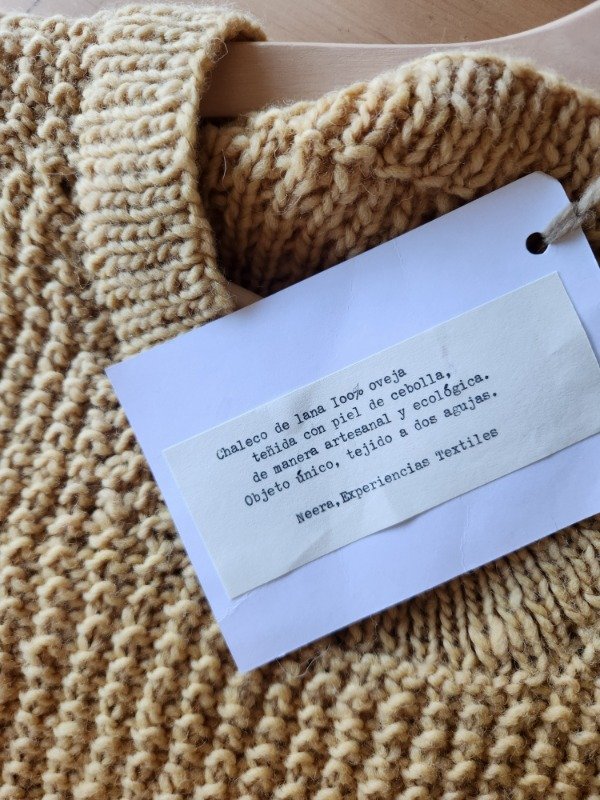 Chaleco de lana I00% oveja
teñida con piel de cebolla,
de manera artesanal y ecológica.
Objeto único, tejido a dos agujas.
Neera,Experiencias Textiles